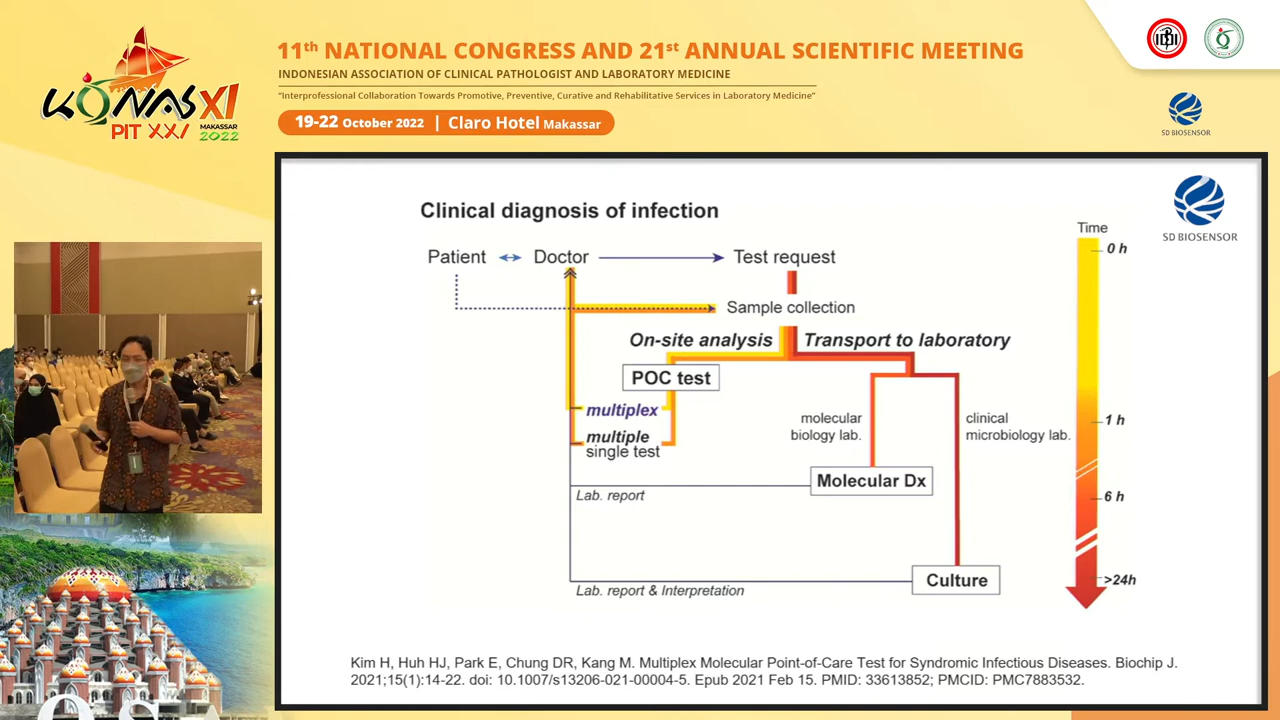 11th NATIONAL CONGRESS AND 21st ANNUAL SCIENTIFIC MEETING
INDONESIAN ASSOCIATION OF CLINICAL PATHOLOGIST AND LABORATORY MEDICINE
"Interprofessional Collaboration Towards Promotive, Preventive, Curative and Rehabilitative Services in Laboratory Medicine"
19-22 October 2022 | Claro Hotel Makassar
KONAS XI
PIT XXI MAKASSAR 2022
SD BIOSENSOR
SD BIOSENSOR
Clinical diagnosis of infection
Time
Patient Doctor Test request
0 h
Sample collection
On-site analysis Transport to laboratory
POC test
multiplex
multiple
single test
molecular
biology lab.
clinical
microbiology lab.
1 h
Molecular Dx
Lab. report
6 h
Culture
Lab. report & Interpretation
>24h
Kim H, Huh HJ, Park E, Chung DR, Kang M. Multiplex Molecular Point-of-Care Test for Syndromic Infectious Diseases. Biochip J.
2021;15(1):14-22. doi: 10.1007/s13206-021-00004-5. Epub 2021 Feb 15. PMID: 33613852; PMCID: PMC7883532.